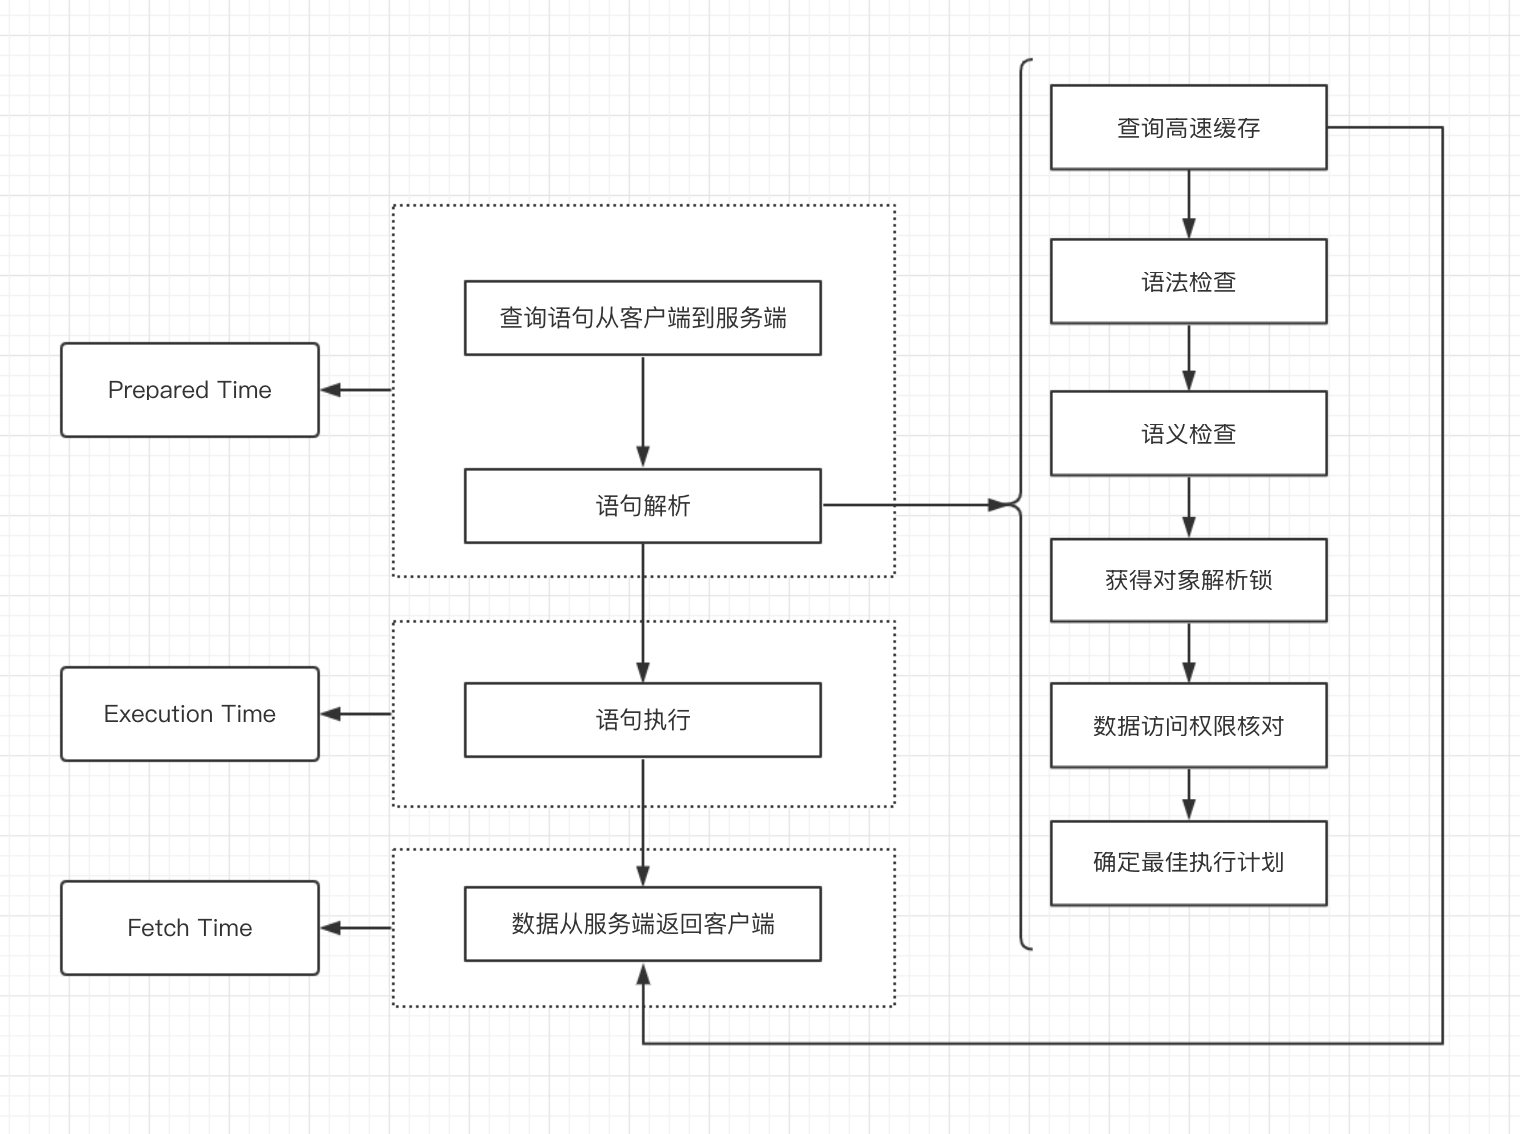 Prepared Time
查询语句从客户端到服务端
语句解析
Execution Time
语句执行
Fetch Time
数据从服务端返回客户端
查询高速缓存
语法检查
语义检查
获得对象解析锁
数据访问权限核对
确定最佳执行计划